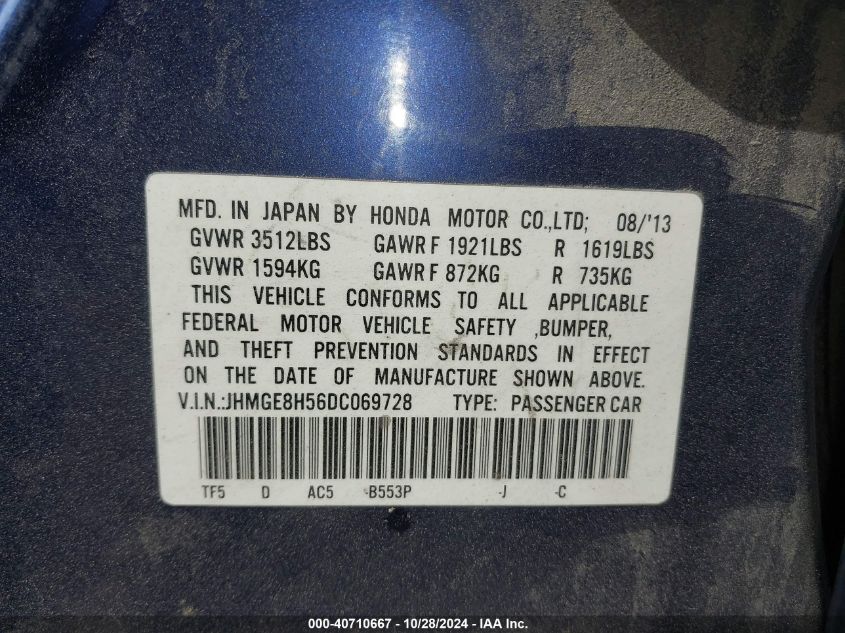 MFD. IN JAPAN BY HONDA MOTOR CO.,LTD; 08/'13
GVWR 3512LBS GAWR F 1921LBS R 1619LBS
GVWR 1594KG GAWR F 872KG R 735KG
THIS VEHICLE CONFORMS TO ALL APPLICABLE
FEDERAL MOTOR VEHICLE SAFETY ,BUMPER,
AND THEFT PREVENTION STANDARDS IN EFFECT
ON THE DATE OF MANUFACTURE SHOWN ABOVE.
V.I.N.:JHMGE8H56DC069728 TYPE: PASSENGER CAR
TF5 D AC5 -B553P -J -C
000-40710667 - 10/28/2024 - IAA Inc.